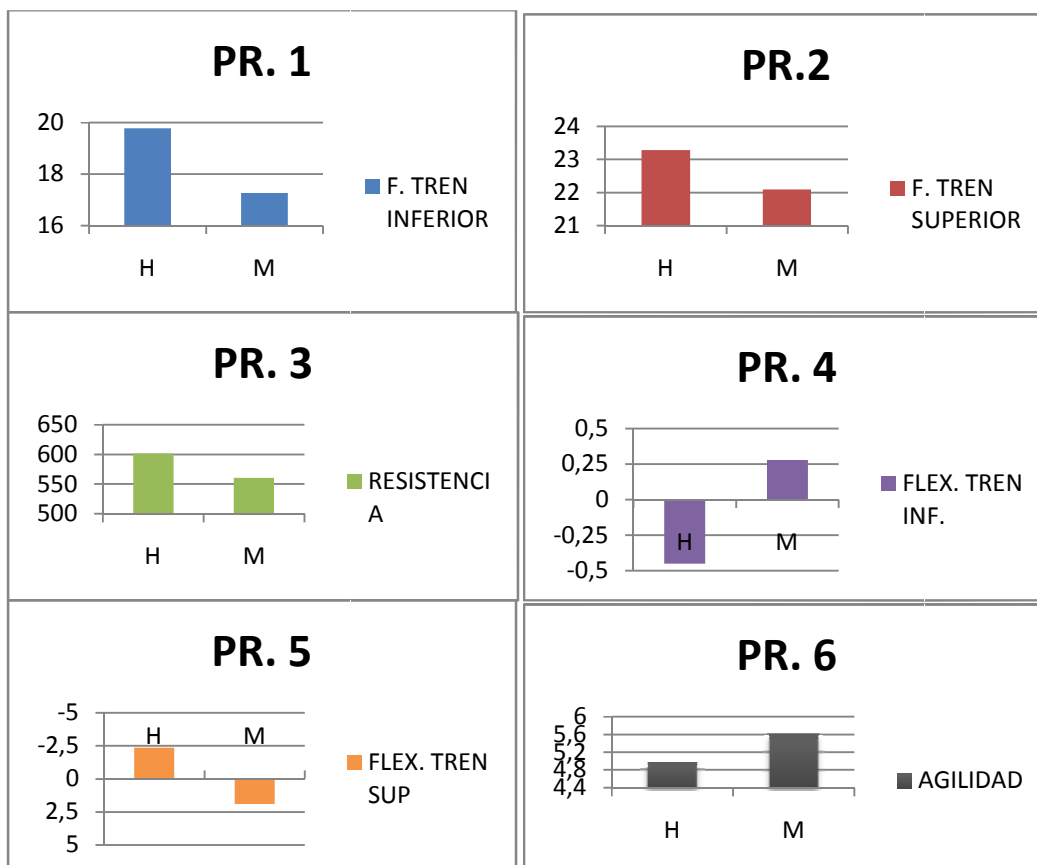 PR. 1
20
18
16
H M
F. TREN
INFERIOR
PR.2
24
23
22
21
H M
F. TREN
SUPERIOR
PR. 3
650
600
550
500
H M
RESISTENCI
A
PR. 4
0,5
0,25
0
-0,25
-0,5
H M
FLEX. TREN
INF.
PR. 5
-5
-2,5
0
2,5
5
H M
FLEX. TREN
SUP
PR. 6
6
5,6
5,2
4,8
4,4
H M
AGILIDAD